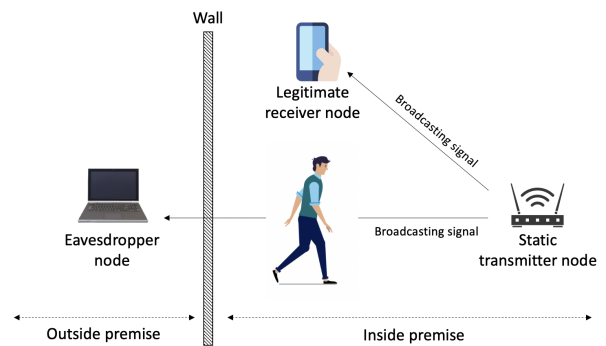 Wall
Legitimate
receiver node
Broadcasting signal
Eavesdropper
node
Broadcasting signal
Static
transmitter node
Outside premise
Inside premise